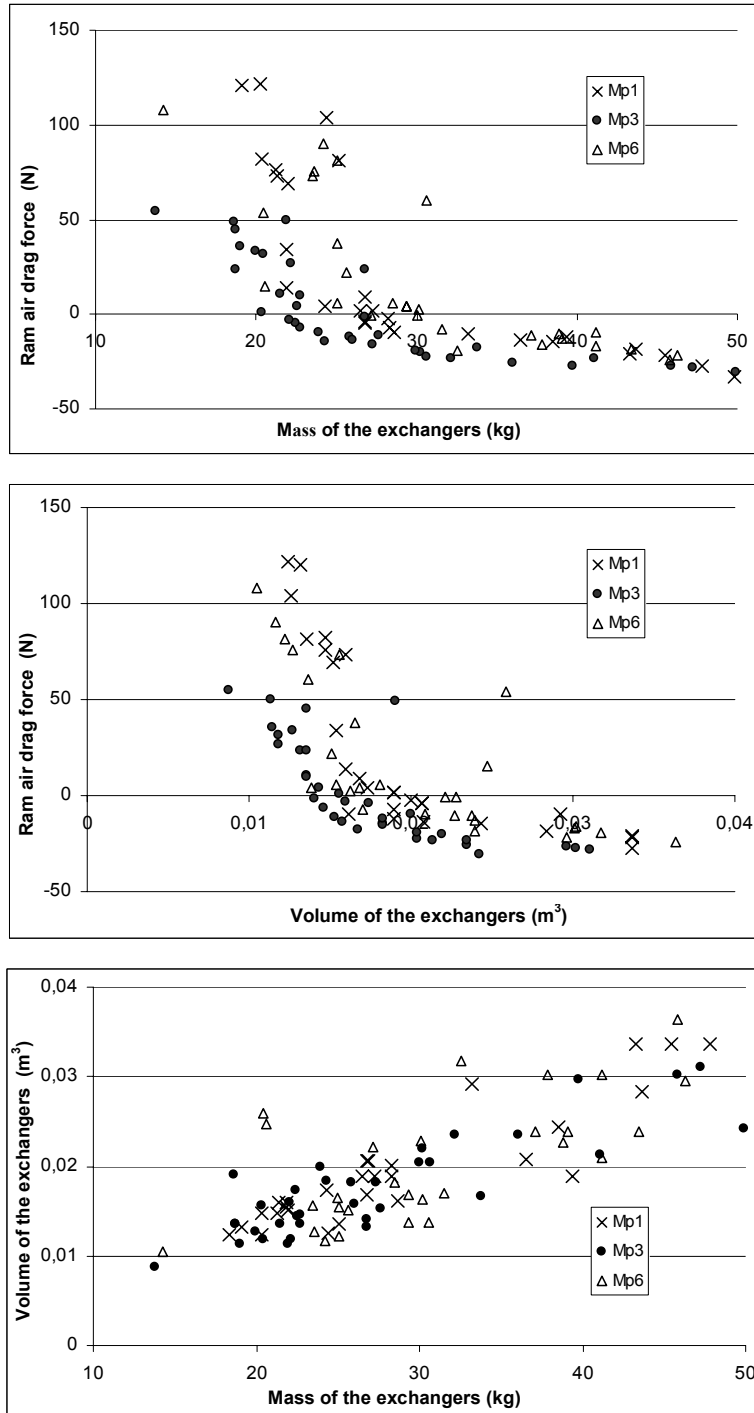 150
100
50
0
-50
10
20
30
40
50
Ram air drag force (N)
Mass of the exchangers (kg)
Mp1
Mp3
Mp6
150
100
50
0
-50
0
0,01
0,02
0,03
0,04
Ram air drag force (N)
Volume of the exchangers (m³)
Mp1
Mp3
Mp6
0,04
0,03
0,02
0,01
0
10
20
30
40
50
Volume of the exchangers (m³)
Mass of the exchangers (kg)
Mp1
Mp3
Mp6